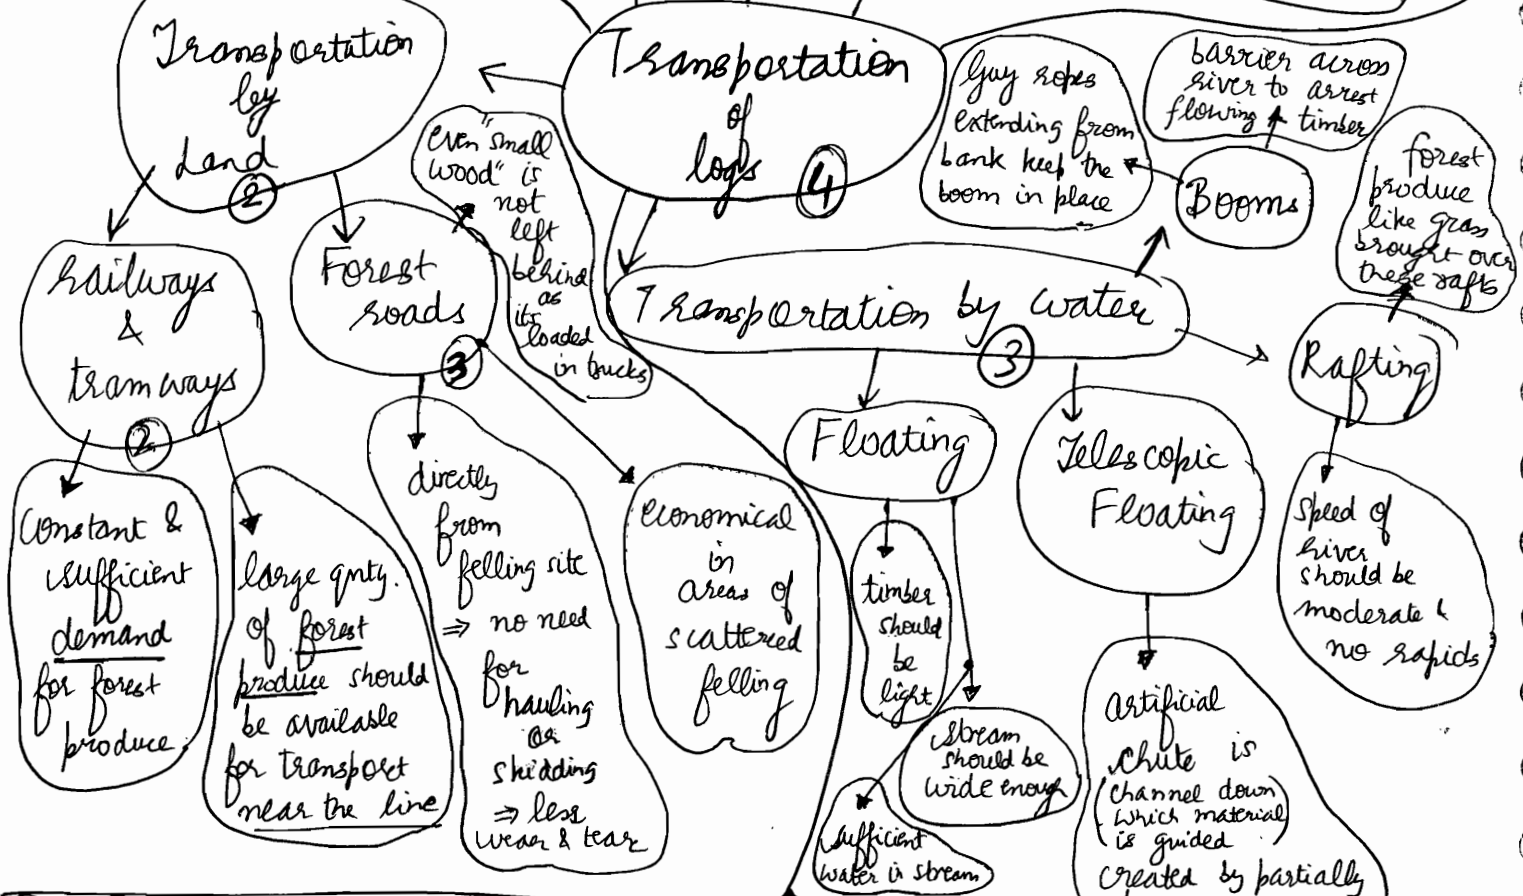 Transportation
by
Land
2
Transportation
of
logs
4
Guy ropes
extending from
bank keep the
boom in place
barrier across
river to arrest
flowing timber
Booms
forest
produce
like grass
brought over
these rafts
even "small
wood" is
not
left
behind
as
its
loaded
in trucks
railways
&
tramways
2
Forest
roads
3
Transportation by water
3
Rafting
Floating
Telescopic
Floating
constant &
sufficient
demand
for forest
produce.
large qnty.
of forest
produce should
be available
for transport
near the line
directly
from
felling site
⇒ no need
for
hauling
or
skidding
⇒ less
wear & tear
economical
in
areas of
scattered
felling
timber
should
be
light
stream
should be
wide enough
sufficient
water in stream
artificial
chute is
(channel down
which material
is guided)
created by partially
speed of
river
should be
moderate &
no rapids